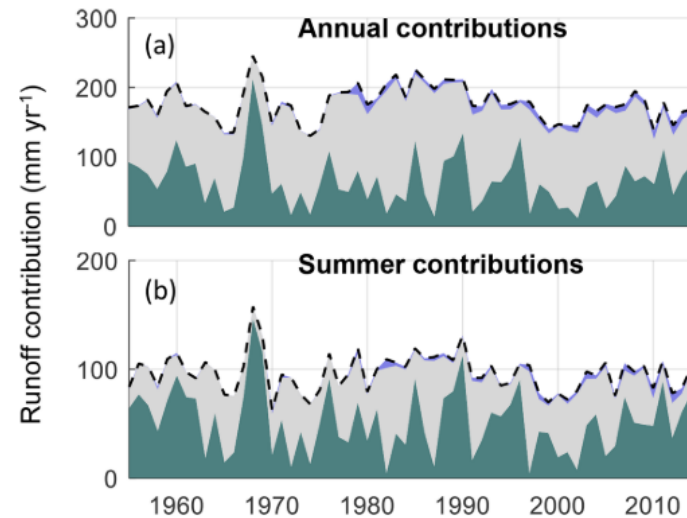 300
(a)
Annual contributions
200
100
0
Runoff contribution (mm yr⁻¹)
200
(b)
Summer contributions
100
0
1960 1970 1980 1990 2000 2010